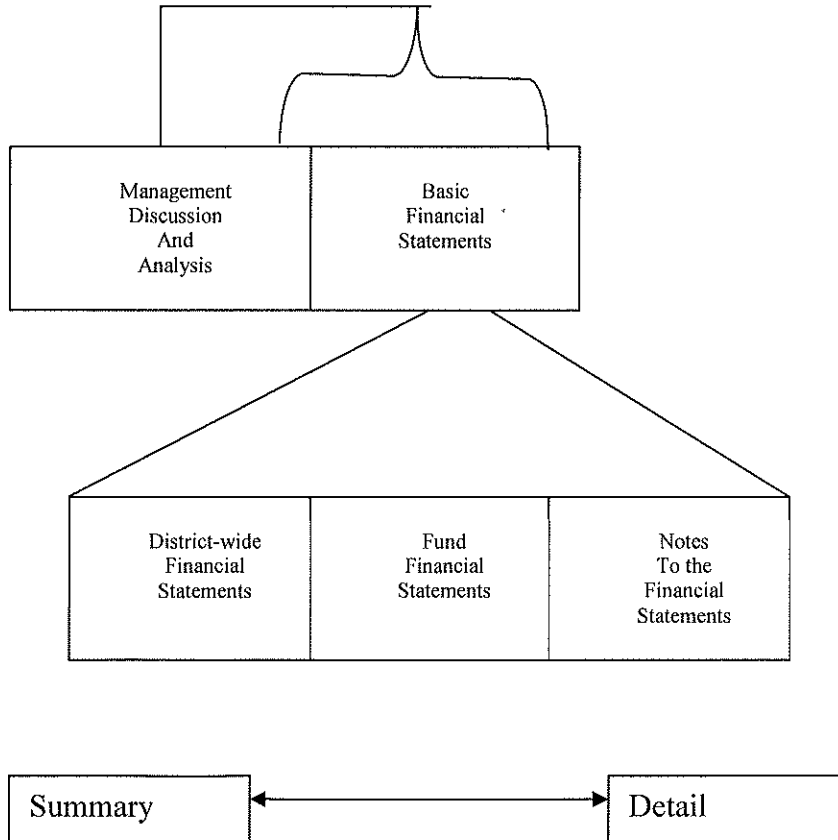 Management
Discussion
And
Analysis
Basic
Financial
Statements
District-wide
Financial
Statements
Fund
Financial
Statements
Notes
To the
Financial
Statements
Summary
Detail